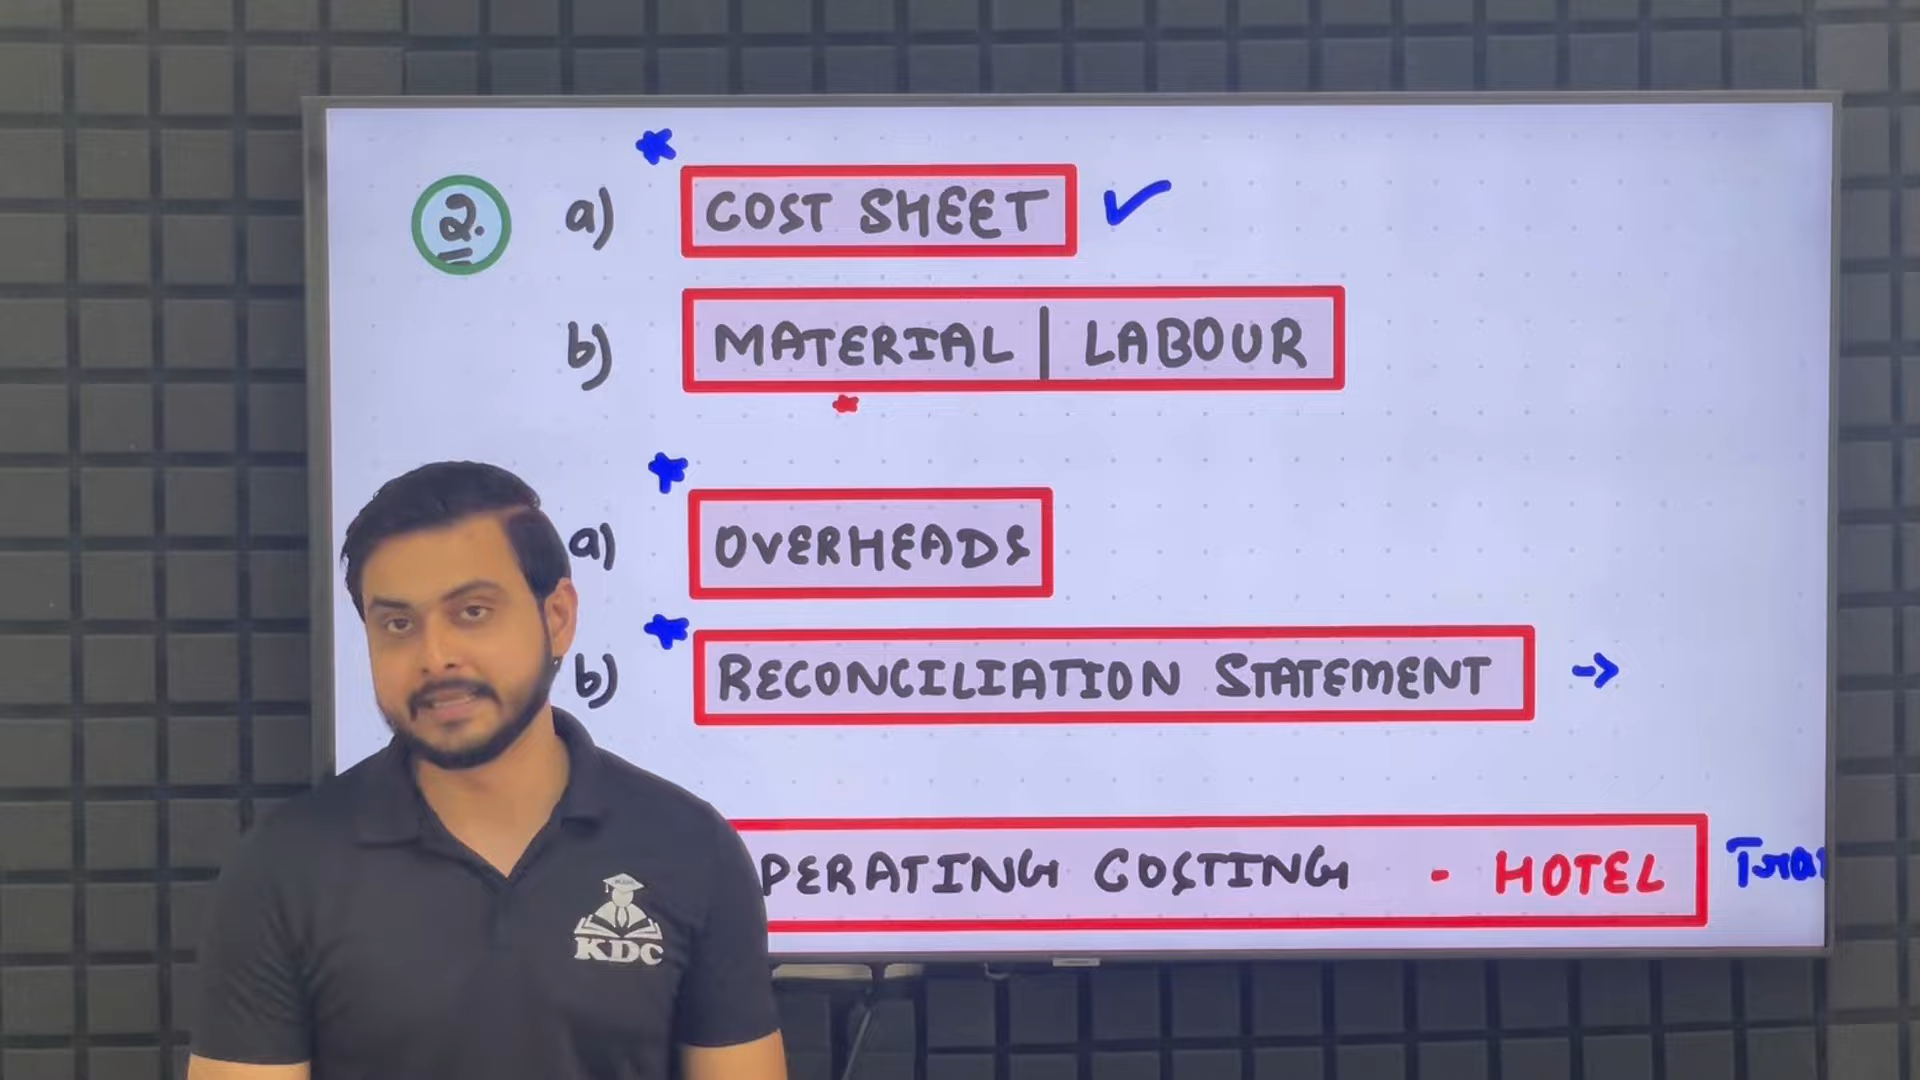 2. a) COST SHEET
b) MATERIAL | LABOUR
a) OVERHEADS
b) RECONCILIATION STATEMENT →
PERATING COSTING - HOTEL
KDC